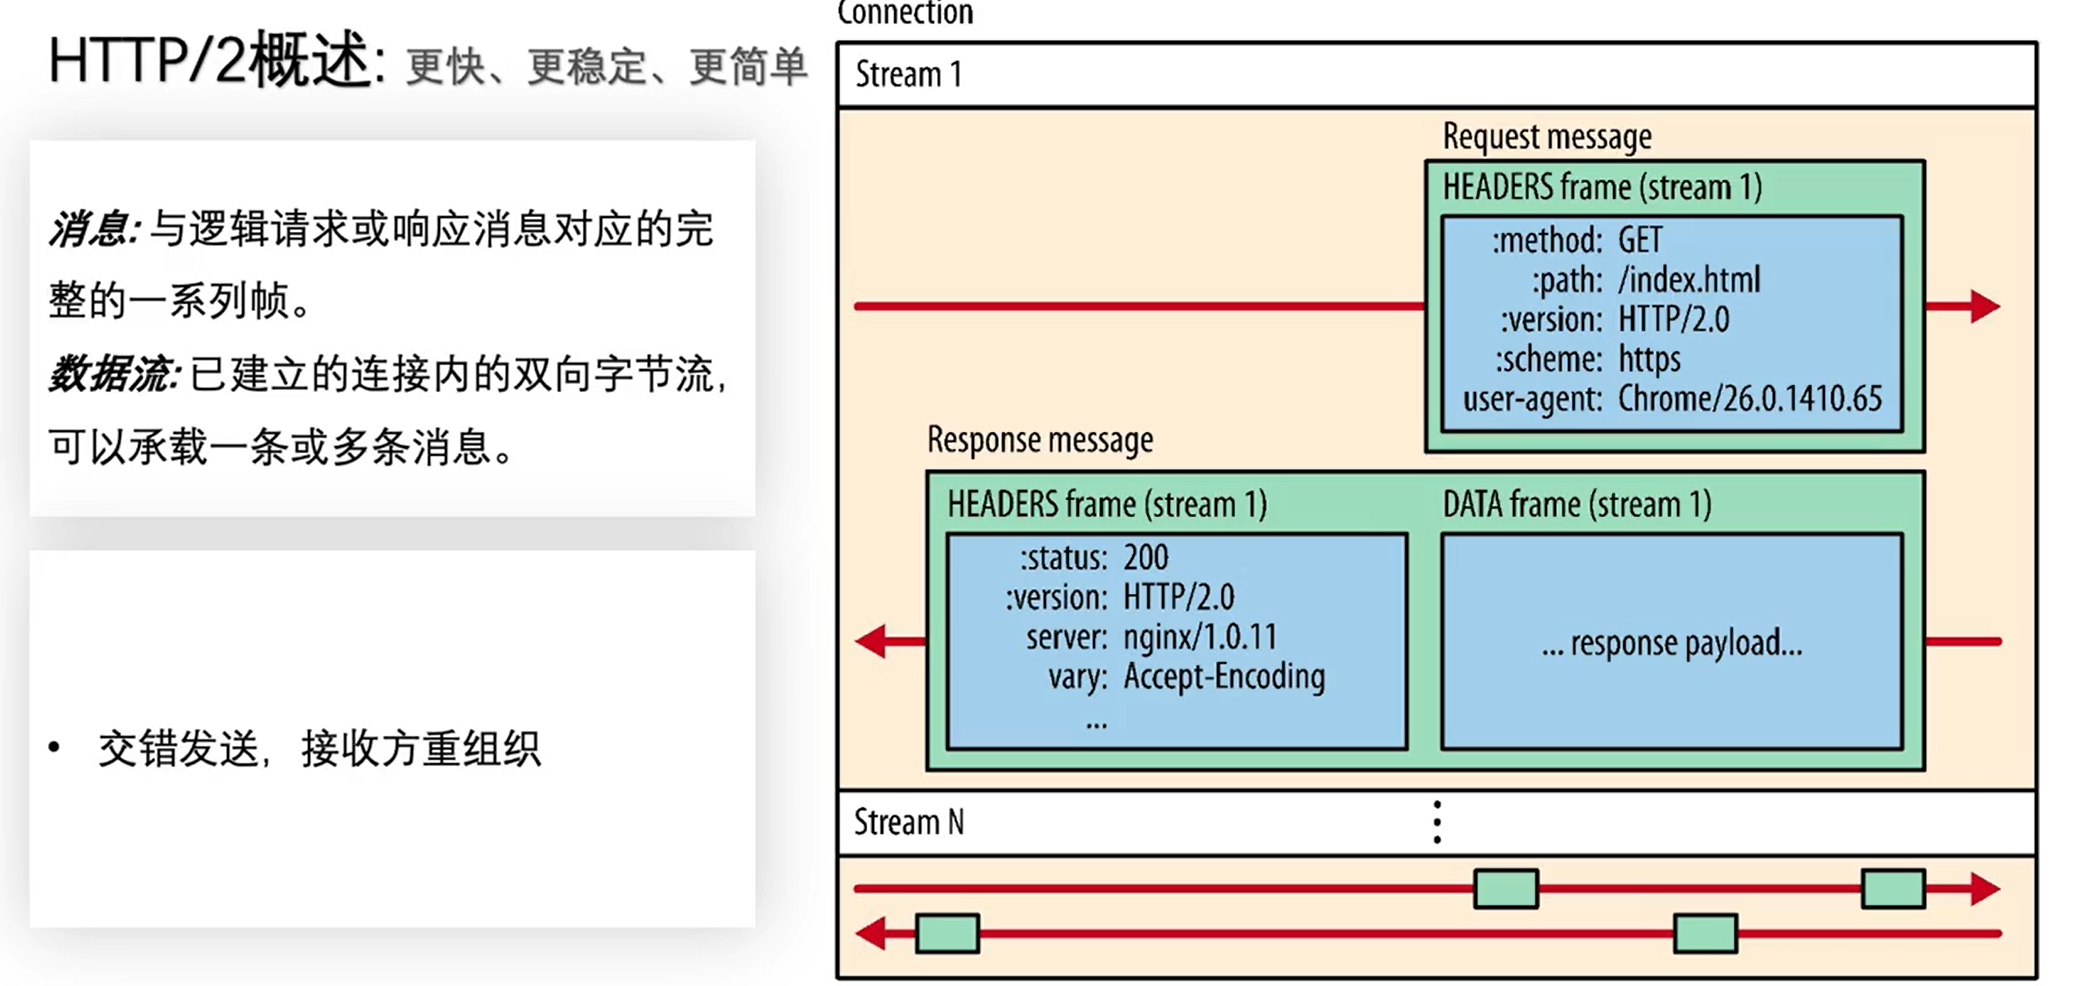 HTTP/2概述: 更快、更稳定、更简单
消息: 与逻辑请求或响应消息对应的完
整的一系列帧。
数据流: 已建立的连接内的双向字节流,
可以承载一条或多条消息。
• 交错发送, 接收方重组织
Connection
Stream 1
Request message
HEADERS frame (stream 1)
:method: GET
:path: /index.html
:version: HTTP/2.0
:scheme: https
user-agent: Chrome/26.0.1410.65
Response message
HEADERS frame (stream 1)
:status: 200
:version: HTTP/2.0
server: nginx/1.0.11
vary: Accept-Encoding
...
DATA frame (stream 1)
... response payload...
Stream N